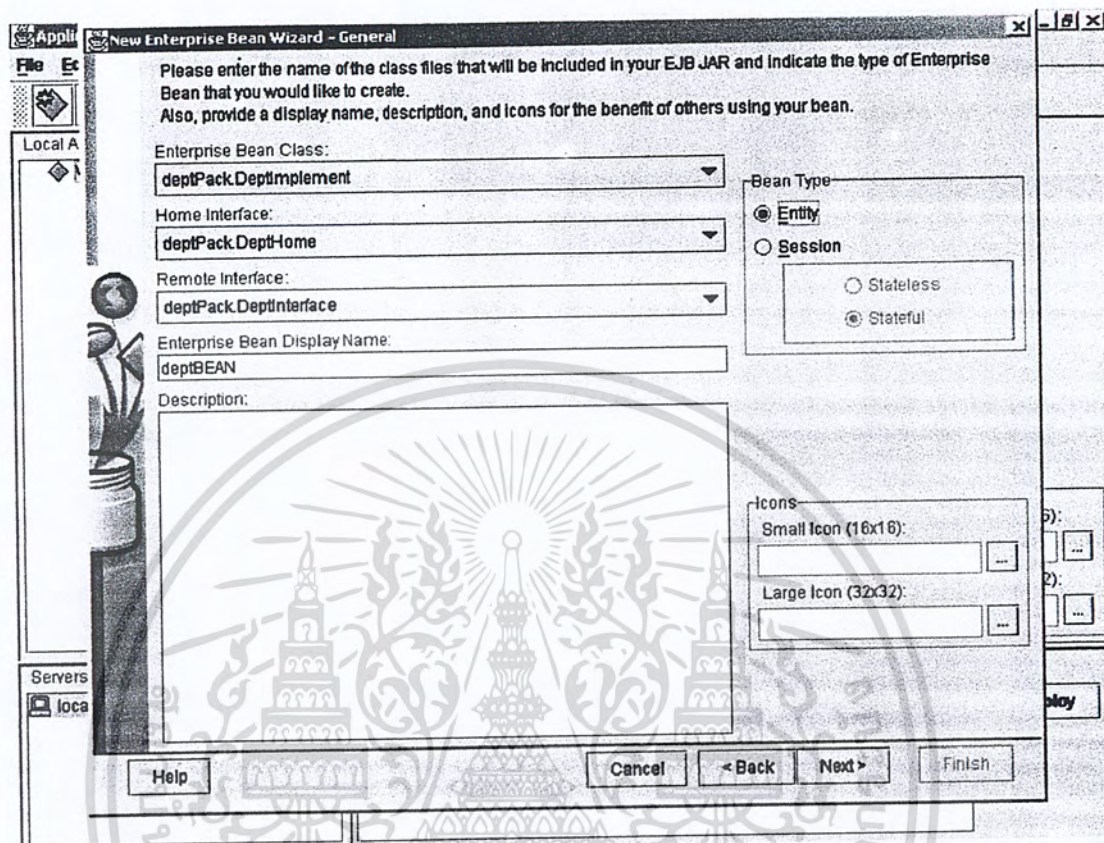 Appli
New Enterprise Bean Wizard - General
File Ec
Please enter the name of the class files that will be included in your EJB JAR and indicate the type of Enterprise
Bean that you would like to create.
Also, provide a display name, description, and icons for the benefit of others using your bean.
Local A
Enterprise Bean Class:
deptPack.DeptImplement
Home Interface:
deptPack.DeptHome
Remote Interface:
deptPack.DeptInterface
Enterprise Bean Display Name:
deptBEAN
Description:
Bean Type
Entity
Session
Stateless
Stateful
Icons
Small Icon (16x16):
...
Large Icon (32x32):
...
...
...
Servers
loca
ploy
Help
Cancel
< Back
Next >
Finish